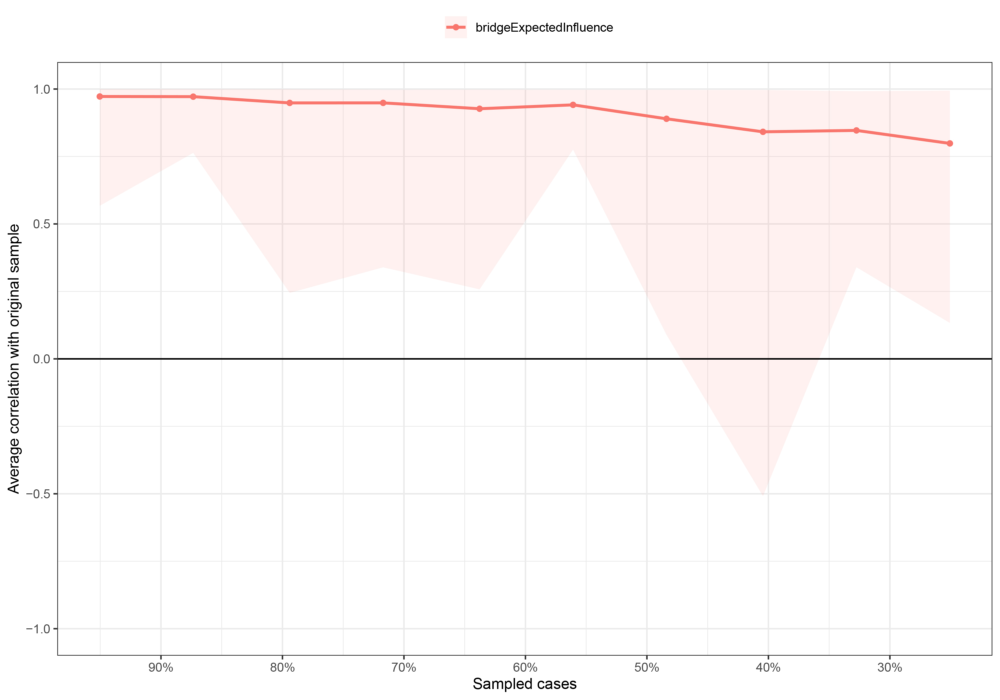 bridgeExpectedInfluence
Average correlation with original sample
1.0
0.5
0.0
−0.5
−1.0
90% 80% 70% 60% 50% 40% 30%
Sampled cases